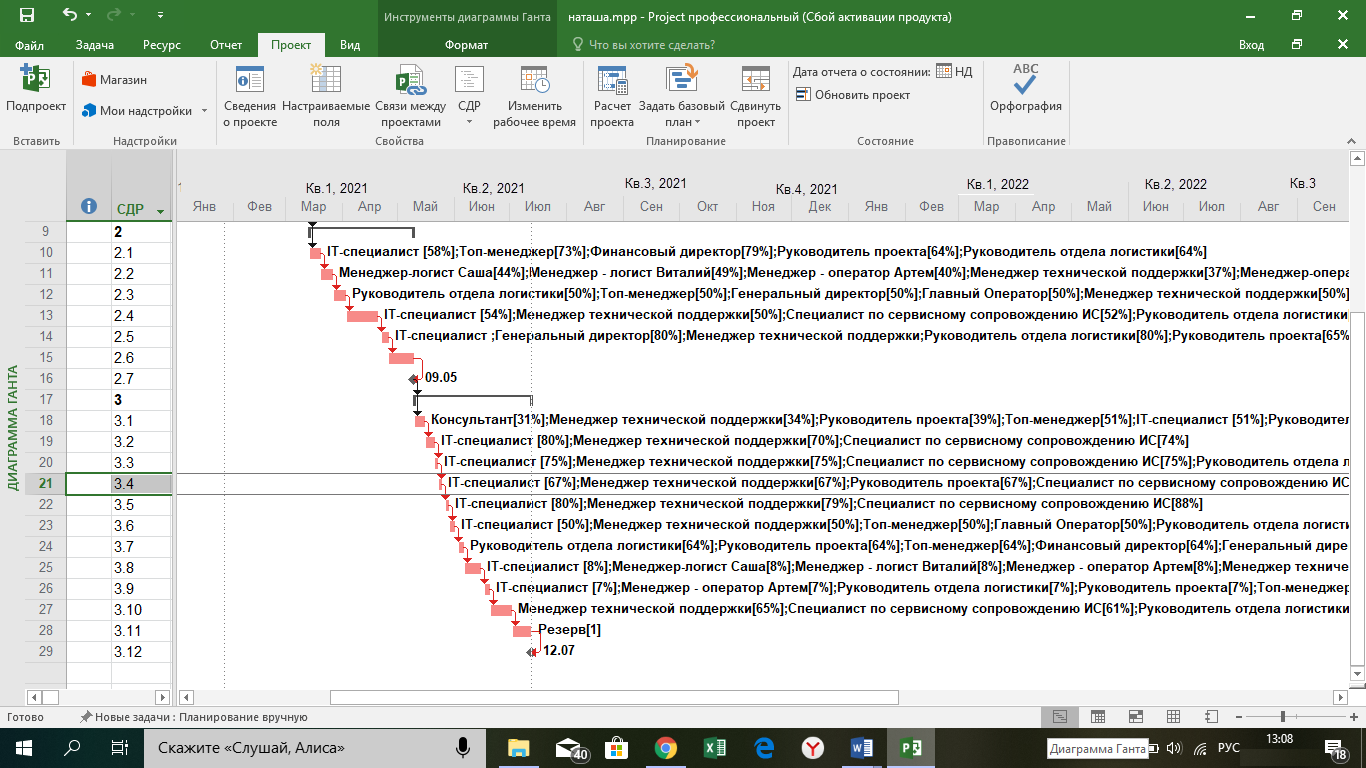 Инструменты диаграммы Ганта
наташа.mpp - Project профессиональный (Сбой активации продукта)
Файл Задача Ресурс Отчет Проект Вид Формат Что вы хотите сделать? Вход
Подпроект
Магазин
Мои надстройки
Сведения о проекте
Настраиваемые поля
Связи между проектами
СДР
Изменить рабочее время
Расчет проекта
Задать базовый план
Сдвинуть проект
Дата отчета о состоянии: НД
Обновить проект
ABC
Орфография
Вставить Надстройки Свойства Планирование Состояние Правописание
Кв.1, 2021 Кв.2, 2021 Кв.3, 2021 Кв.4, 2021 Кв.1, 2022 Кв.2, 2022 Кв.3
СДР Янв Фев Мар Апр Май Июн Июл Авг Сен Окт Ноя Дек Янв Фев Мар Апр Май Июн Июл Авг Сен
ДИАГРАММА ГАНТА
9 2
10 2.1 IT-специалист [58%];Топ-менеджер[73%];Финансовый директор[79%];Руководитель проекта[64%];Руководитель отдела логистики[64%]
11 2.2 Менеджер-логист Саша[44%];Менеджер - логист Виталий[49%];Менеджер - оператор Артем[40%];Менеджер технической поддержки[37%];Менеджер-опера
12 2.3 Руководитель отдела логистики[50%];Топ-менеджер[50%];Генеральный директор[50%];Главный Оператор[50%];Менеджер технической поддержки[50%]
13 2.4 IT-специалист [54%];Менеджер технической поддержки[50%];Специалист по сервисному сопровождению ИС[52%];Руководитель отдела логистики
14 2.5 IT-специалист ;Генеральный директор[80%];Менеджер технической поддержки;Руководитель отдела логистики[80%];Руководитель проекта[65%
15 2.6
16 2.7 09.05
17 3
18 3.1 Консультант[31%];Менеджер технической поддержки[34%];Руководитель проекта[39%];Топ-менеджер[51%];IT-специалист [51%];Руководител
19 3.2 IT-специалист [80%];Менеджер технической поддержки[70%];Специалист по сервисному сопровождению ИС[74%]
20 3.3 IT-специалист [75%];Менеджер технической поддержки[75%];Специалист по сервисному сопровождению ИС[75%];Руководитель отдела л
21 3.4 IT-специалист [67%];Менеджер технической поддержки[67%];Руководитель проекта[67%];Специалист по сервисному сопровождению ИС
22 3.5 IT-специалист [80%];Менеджер технической поддержки[79%];Специалист по сервисному сопровождению ИС[88%]
23 3.6 IT-специалист [50%];Менеджер технической поддержки[50%];Топ-менеджер[50%];Главный Оператор[50%];Руководитель отдела логисти
24 3.7 Руководитель отдела логистики[64%];Руководитель проекта[64%];Топ-менеджер[64%];Финансовый директор[64%];Генеральный дире
25 3.8 IT-специалист [8%];Менеджер-логист Саша[8%];Менеджер - логист Виталий[8%];Менеджер - оператор Артем[8%];Менеджер техниче
26 3.9 IT-специалист [7%];Менеджер - оператор Артем[7%];Руководитель отдела логистики[7%];Руководитель проекта[7%];Топ-менеджер
27 3.10 Менеджер технической поддержки[65%];Специалист по сервисному сопровождению ИС[61%];Руководитель отдела логистики
28 3.11 Резерв[1]
29 3.12 12.07
Готово Новые задачи : Планирование вручную
Диаграмма Ганта
Скажите «Слушай, Алиса» 40 РУС 13:08 18